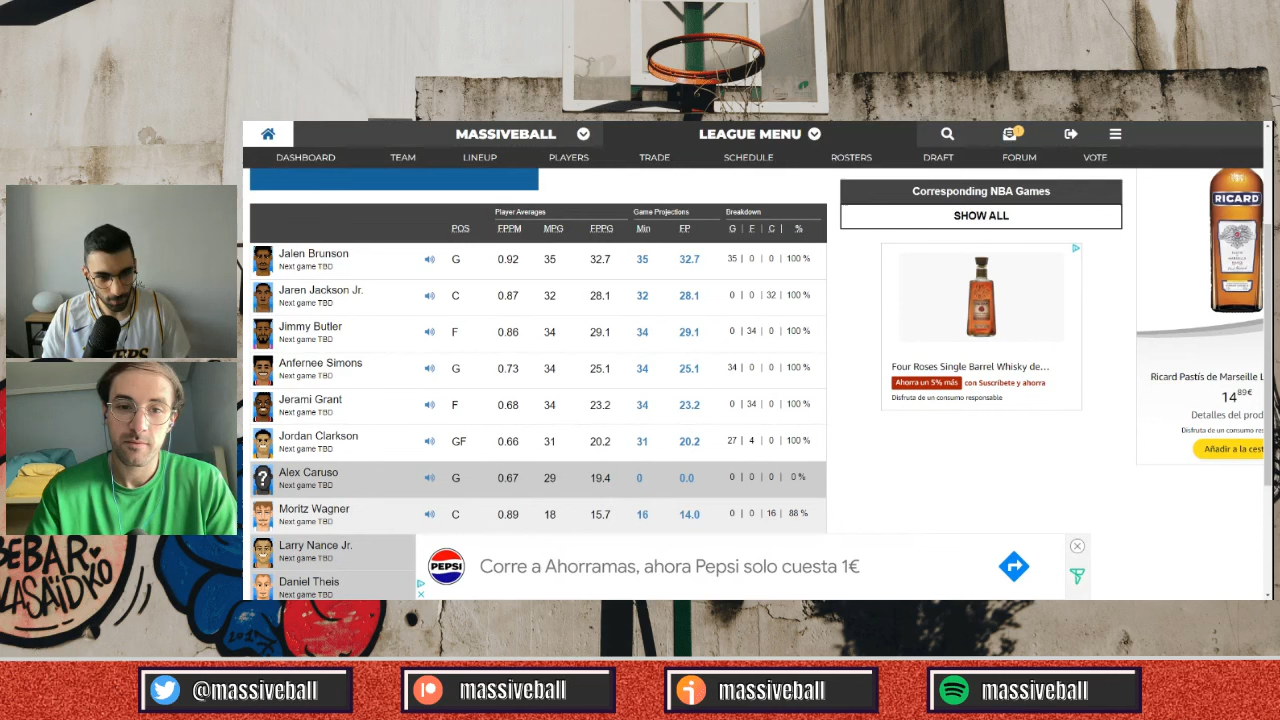 MASSIVEBALL
LEAGUE MENU
1
DASHBOARD TEAM LINEUP PLAYERS TRADE SCHEDULE ROSTERS DRAFT FORUM VOTE
Player Averages Game Projections Breakdown
POS FPPM MPG FPPG Min FP G | F | C | %
Jalen Brunson G 0.92 35 32.7 35 32.7 35 | 0 | 0 | 100 %
Next game TBD
Jaren Jackson Jr. C 0.87 32 28.1 32 28.1 0 | 0 | 32 | 100 %
Next game TBD
Jimmy Butler F 0.86 34 29.1 34 29.1 0 | 34 | 0 | 100 %
Next game TBD
Anfernee Simons G 0.73 34 25.1 34 25.1 34 | 0 | 0 | 100 %
Next game TBD
Jerami Grant F 0.68 34 23.2 34 23.2 0 | 34 | 0 | 100 %
Next game TBD
Jordan Clarkson GF 0.66 31 20.2 31 20.2 27 | 4 | 0 | 100 %
Next game TBD
? Alex Caruso G 0.67 29 19.4 0 0.0 0 | 0 | 0 | 0 %
Next game TBD
Moritz Wagner C 0.89 18 15.7 16 14.0 0 | 0 | 16 | 88 %
Next game TBD
Larry Nance Jr.
Next game TBD
Daniel Theis
Next game TBD
Corresponding NBA Games
SHOW ALL
Four Roses Single Barrel Whisky de...
Ahorra un 5% más con Suscríbete y ahorra
Disfruta de un consumo responsable
RICARD
Ricard Pastís de Marseille L
14,89€
Detalles del prod
Disfruta de un consumo res
Añadir a la cest
PEPSI
Corre a Ahorramas, ahora Pepsi solo cuesta 1€
BEBAR
LASAIDKO
@massiveball
massiveball
massiveball
massiveball